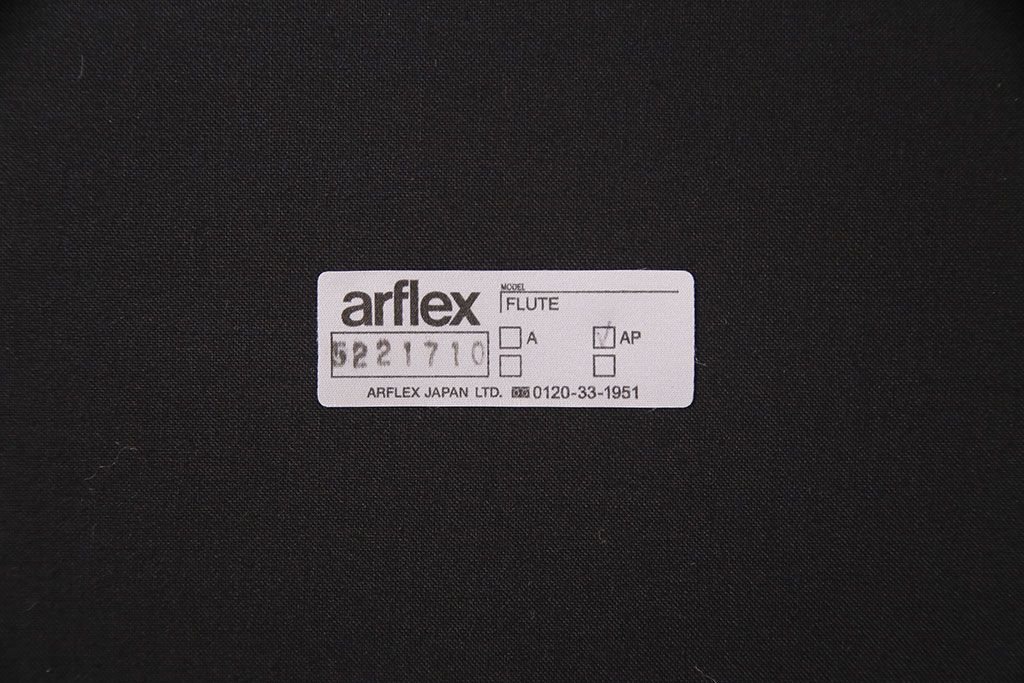 arflex
MODEL
FLUTE
A
AP
5221710
ARFLEX JAPAN LTD. 0120-33-1951